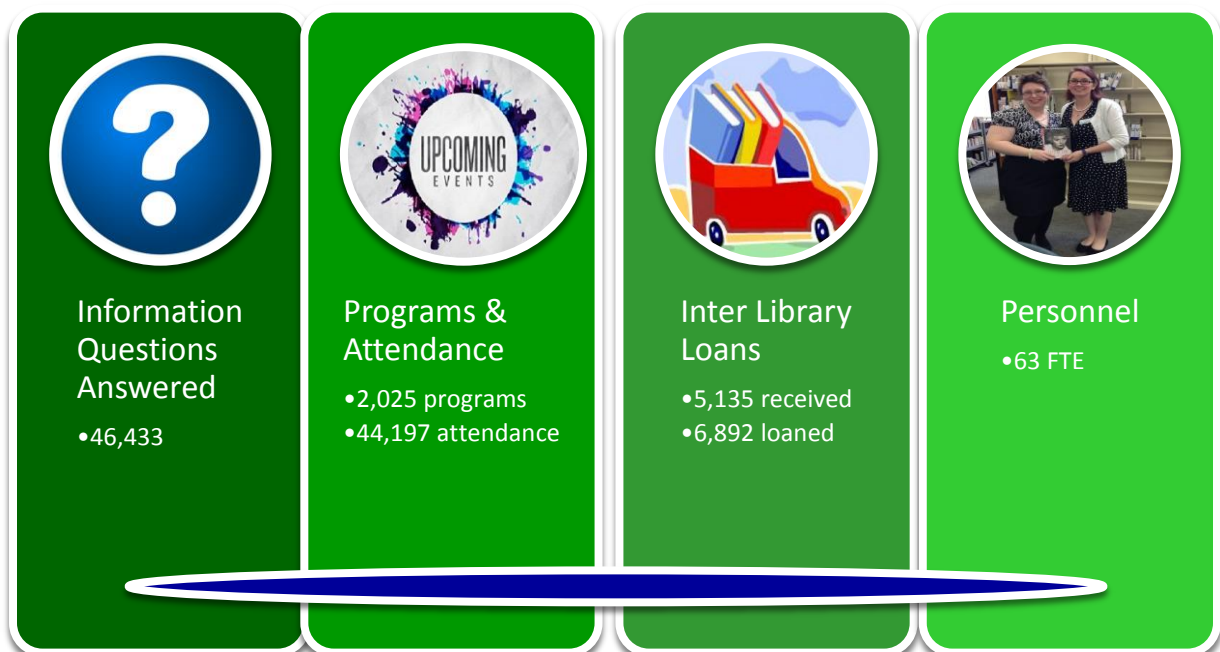 ?
UPCOMING
EVENTS
Information
Questions
Answered
•46,433
Programs &
Attendance
•2,025 programs
•44,197 attendance
Inter Library
Loans
•5,135 received
•6,892 loaned
Personnel
•63 FTE